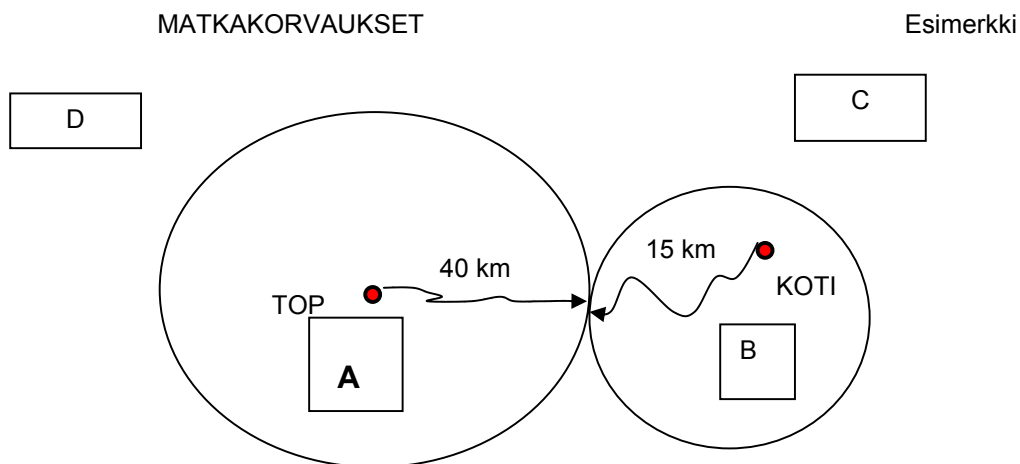 MATKAKORVAUKSET Esimerkki
D
C
40 km
15 km
TOP
KOTI
A
B